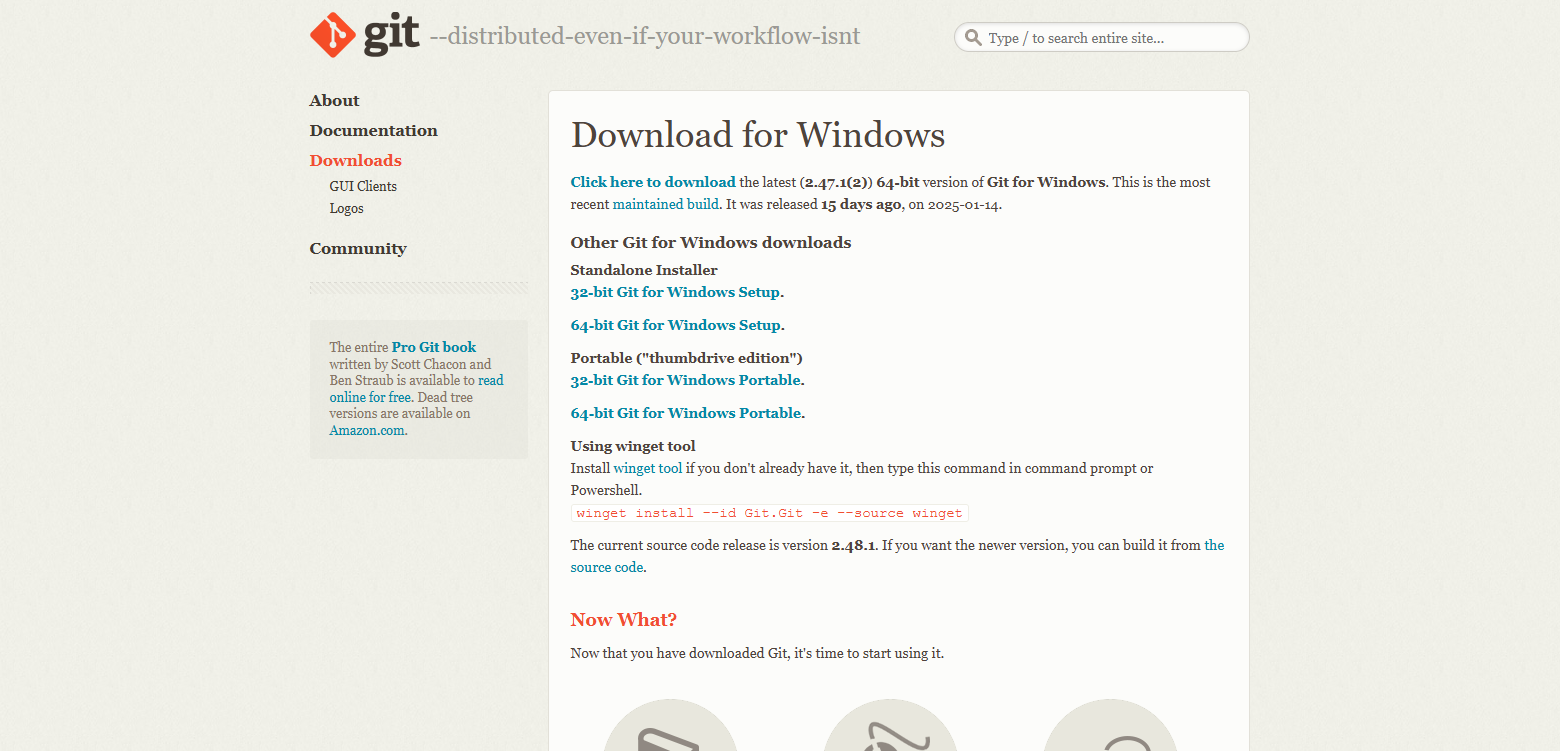 git --distributed-even-if-your-workflow-isnt
Type / to search entire site...
About
Documentation
Downloads
GUI Clients
Logos
Community
The entire Pro Git book
written by Scott Chacon and
Ben Straub is available to read
online for free. Dead tree
versions are available on
Amazon.com.
Download for Windows
Click here to download the latest (2.47.1(2)) 64-bit version of Git for Windows. This is the most
recent maintained build. It was released 15 days ago, on 2025-01-14.
Other Git for Windows downloads
Standalone Installer
32-bit Git for Windows Setup.
64-bit Git for Windows Setup.
Portable ("thumbdrive edition")
32-bit Git for Windows Portable.
64-bit Git for Windows Portable.
Using winget tool
Install winget tool if you don't already have it, then type this command in command prompt or
Powershell.
winget install --id Git.Git -e --source winget
The current source code release is version 2.48.1. If you want the newer version, you can build it from the
source code.
Now What?
Now that you have downloaded Git, it's time to start using it.